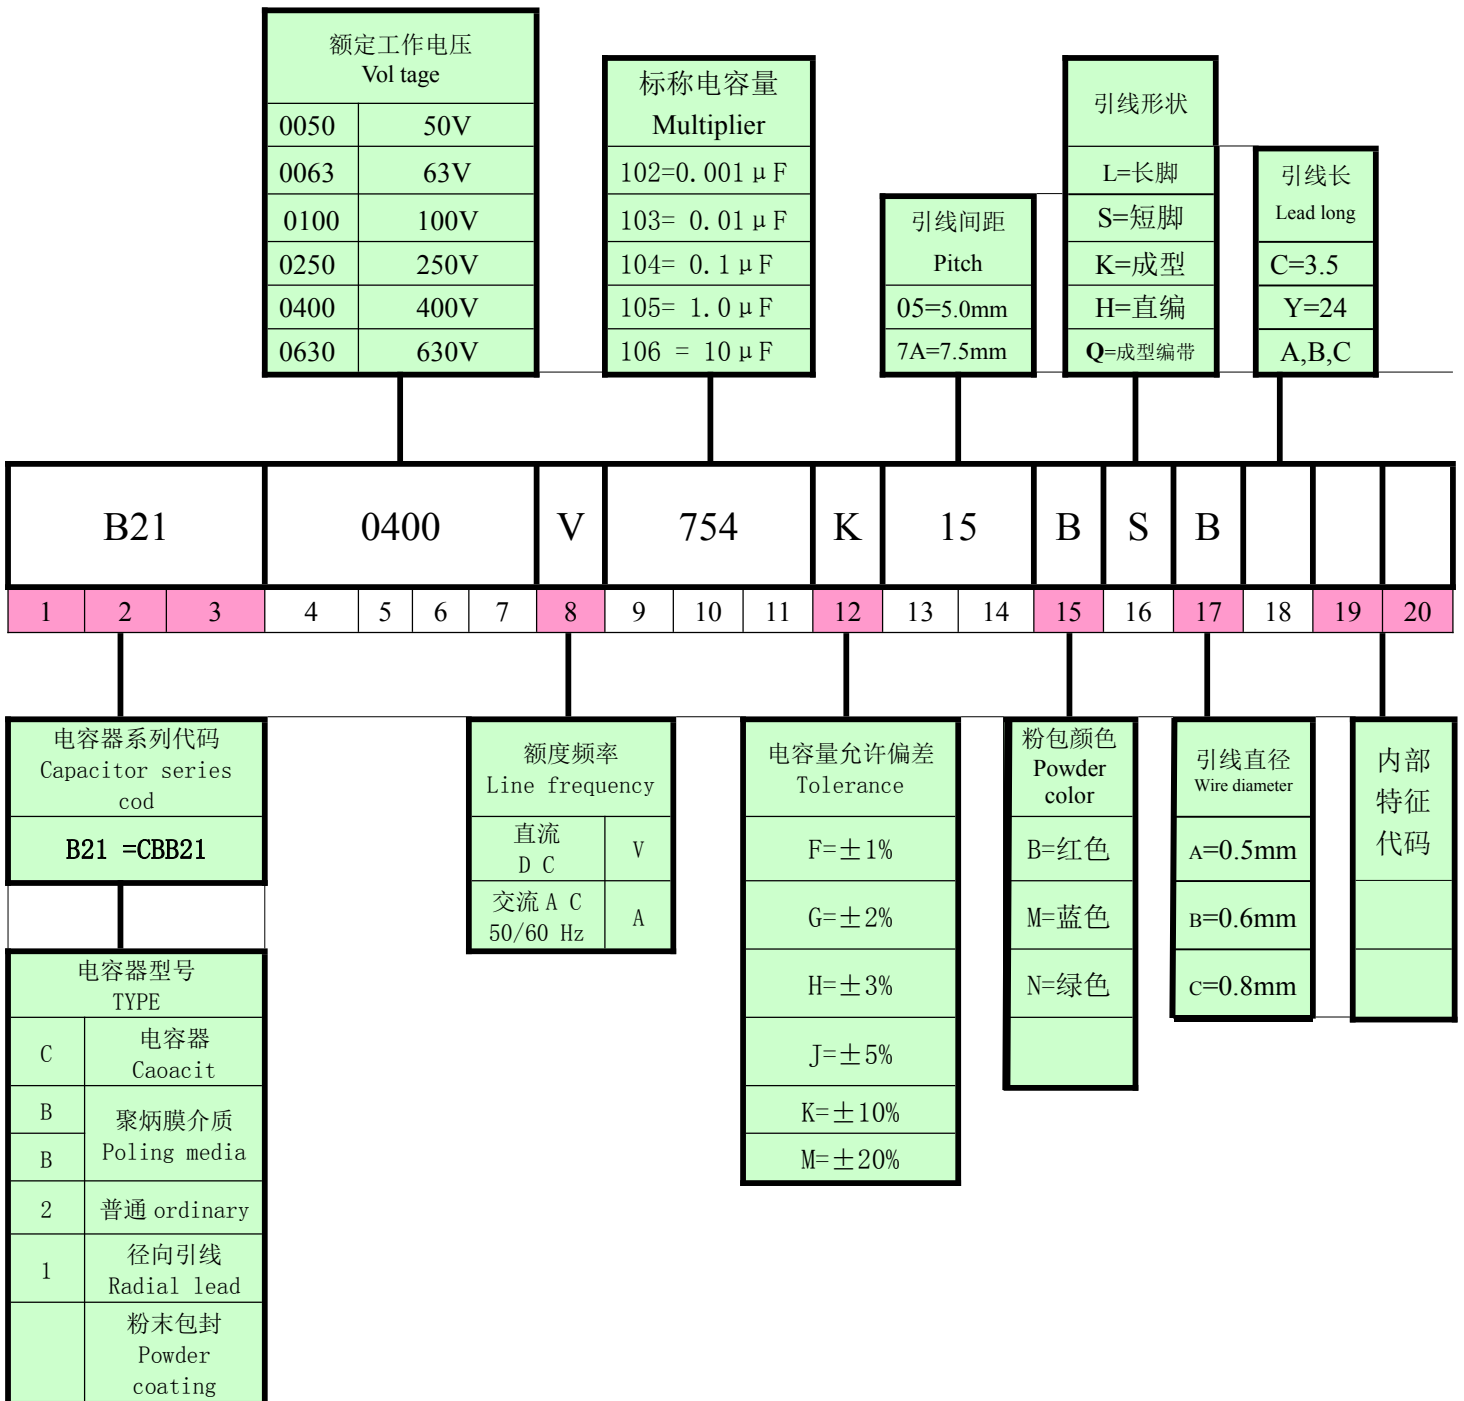 额定工作电压
Vol tage
0050 50V
0063 63V
0100 100V
0250 250V
0400 400V
0630 630V
标称电容量
Multiplier
102=0.001μF
103= 0.01μF
104= 0.1μF
105= 1.0μF
106 = 10μF
引线间距
Pitch
05=5.0mm
7A=7.5mm
引线形状
L=长脚
S=短脚
K=成型
H=直编
Q=成型编带
引线长
Lead long
C=3.5
Y=24
A,B,C
B21 0400 V 754 K 15 B S B
1 2 3 4 5 6 7 8 9 10 11 12 13 14 15 16 17 18 19 20
电容器系列代码
Capacitor series
cod
B21 =CBB21
电容器型号
TYPE
C 电容器
Caoacit
B 聚炳膜介质
B Poling media
2 普通 ordinary
1 径向引线
Radial lead
粉末包封
Powder
coating
额度频率
Line frequency
直流
D C V
交流 A C
50/60 Hz A
电容量允许偏差
Tolerance
F=±1%
G=±2%
H=±3%
J=±5%
K=±10%
M=±20%
粉包颜色
Powder
color
B=红色
M=蓝色
N=绿色
引线直径
Wire diameter
A=0.5mm
B=0.6mm
C=0.8mm
内部
特征
代码